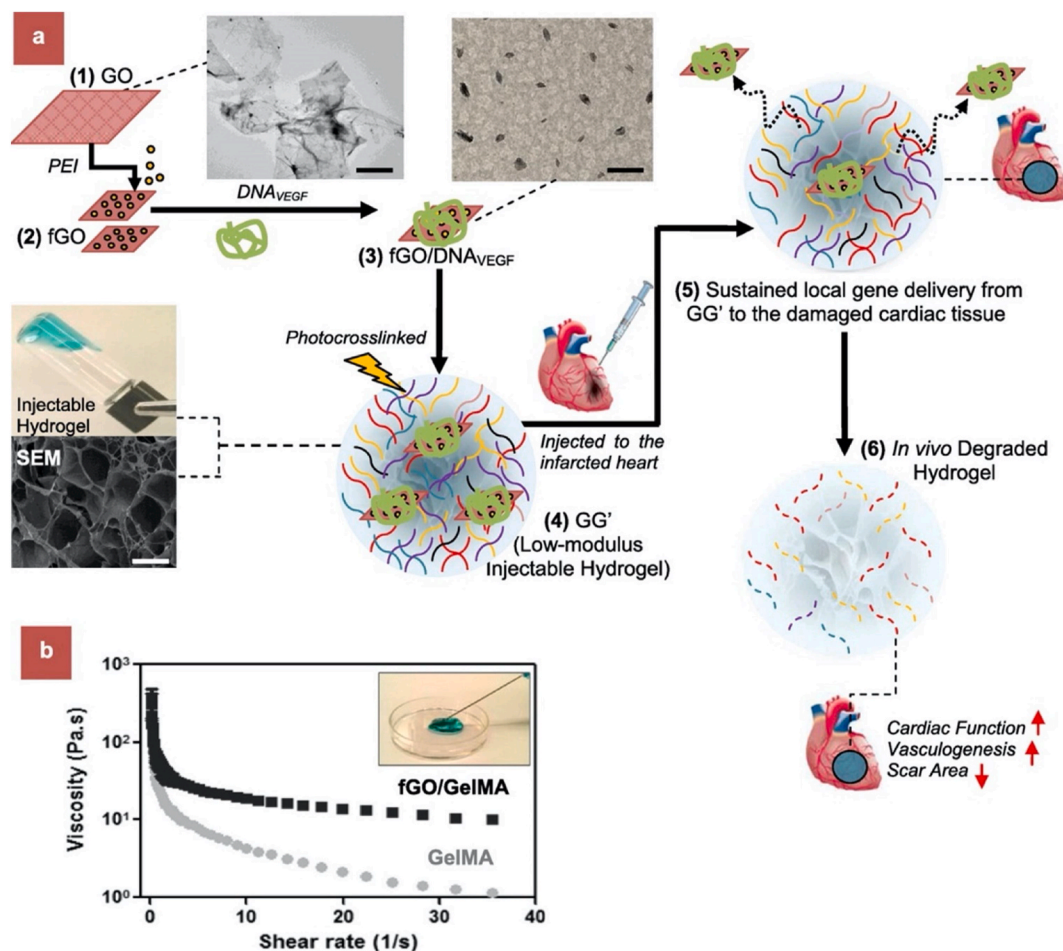 a
(1) GO
PEI
(2) fGO
DNAVEGF
(3) fGO/DNAVEGF
Photocrosslinked
Injectable
Hydrogel
SEM
(4) GG'
(Low-modulus
Injectable Hydrogel)
Injected to the
infarcted heart
(5) Sustained local gene delivery from
GG' to the damaged cardiac tissue
(6) In vivo Degraded
Hydrogel
Cardiac Function
Vasculogenesis
Scar Area
b
Viscosity (Pa.s)
10³
10²
10¹
10⁰
fGO/GelMA
GelMA
0 10 20 30 40
Shear rate (1/s)